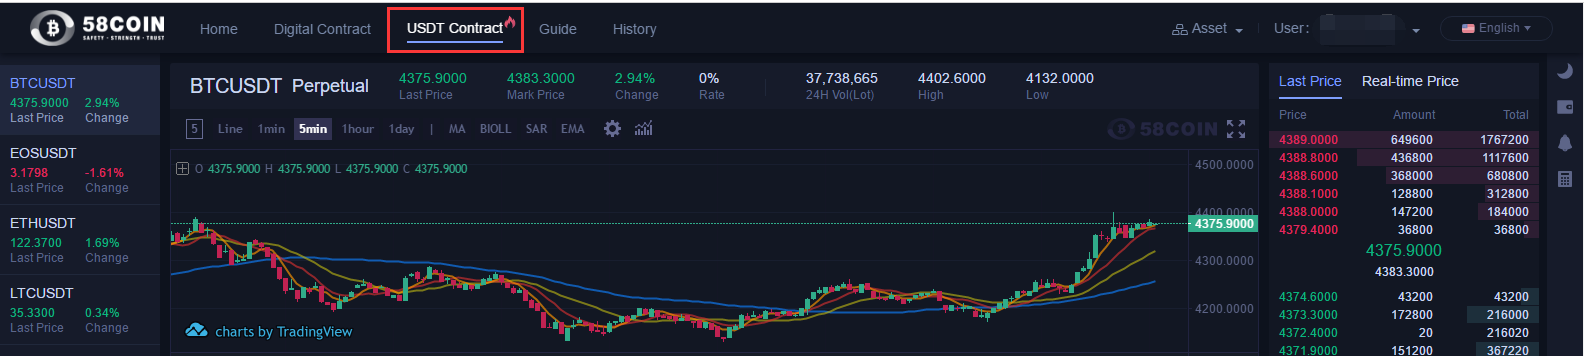 58COIN
SAFETY · STRENGTH · TRUST
Home Digital Contract USDT Contract Guide History Asset User: English
BTCUSDT
4375.9000 2.94%
Last Price Change
EOSUSDT
3.1798 -1.61%
Last Price Change
ETHUSDT
122.3700 1.69%
Last Price Change
LTCUSDT
35.3300 0.34%
Last Price Change
BTCUSDT Perpetual
4375.9000 4383.3000 2.94% 0% 37,738,665 4402.6000 4132.0000
Last Price Mark Price Change Rate 24H Vol(Lot) High Low
5 Line 1min 5min 1hour 1day | MA BIOLL SAR EMA
58COIN
O 4375.9000 H 4375.9000 L 4375.9000 C 4375.9000
4500.0000
4400.0000
4375.9000
4300.0000
4200.0000
charts by TradingView
Last Price Real-time Price
Price Amount Total
4389.0000 649600 1767200
4388.8000 436800 1117600
4388.6000 368000 680800
4388.1000 128800 312800
4388.0000 147200 184000
4379.4000 36800 36800
4375.9000
4383.3000
4374.6000 43200 43200
4373.3000 172800 216000
4372.4000 20 216020
4371.9000 151200 367220